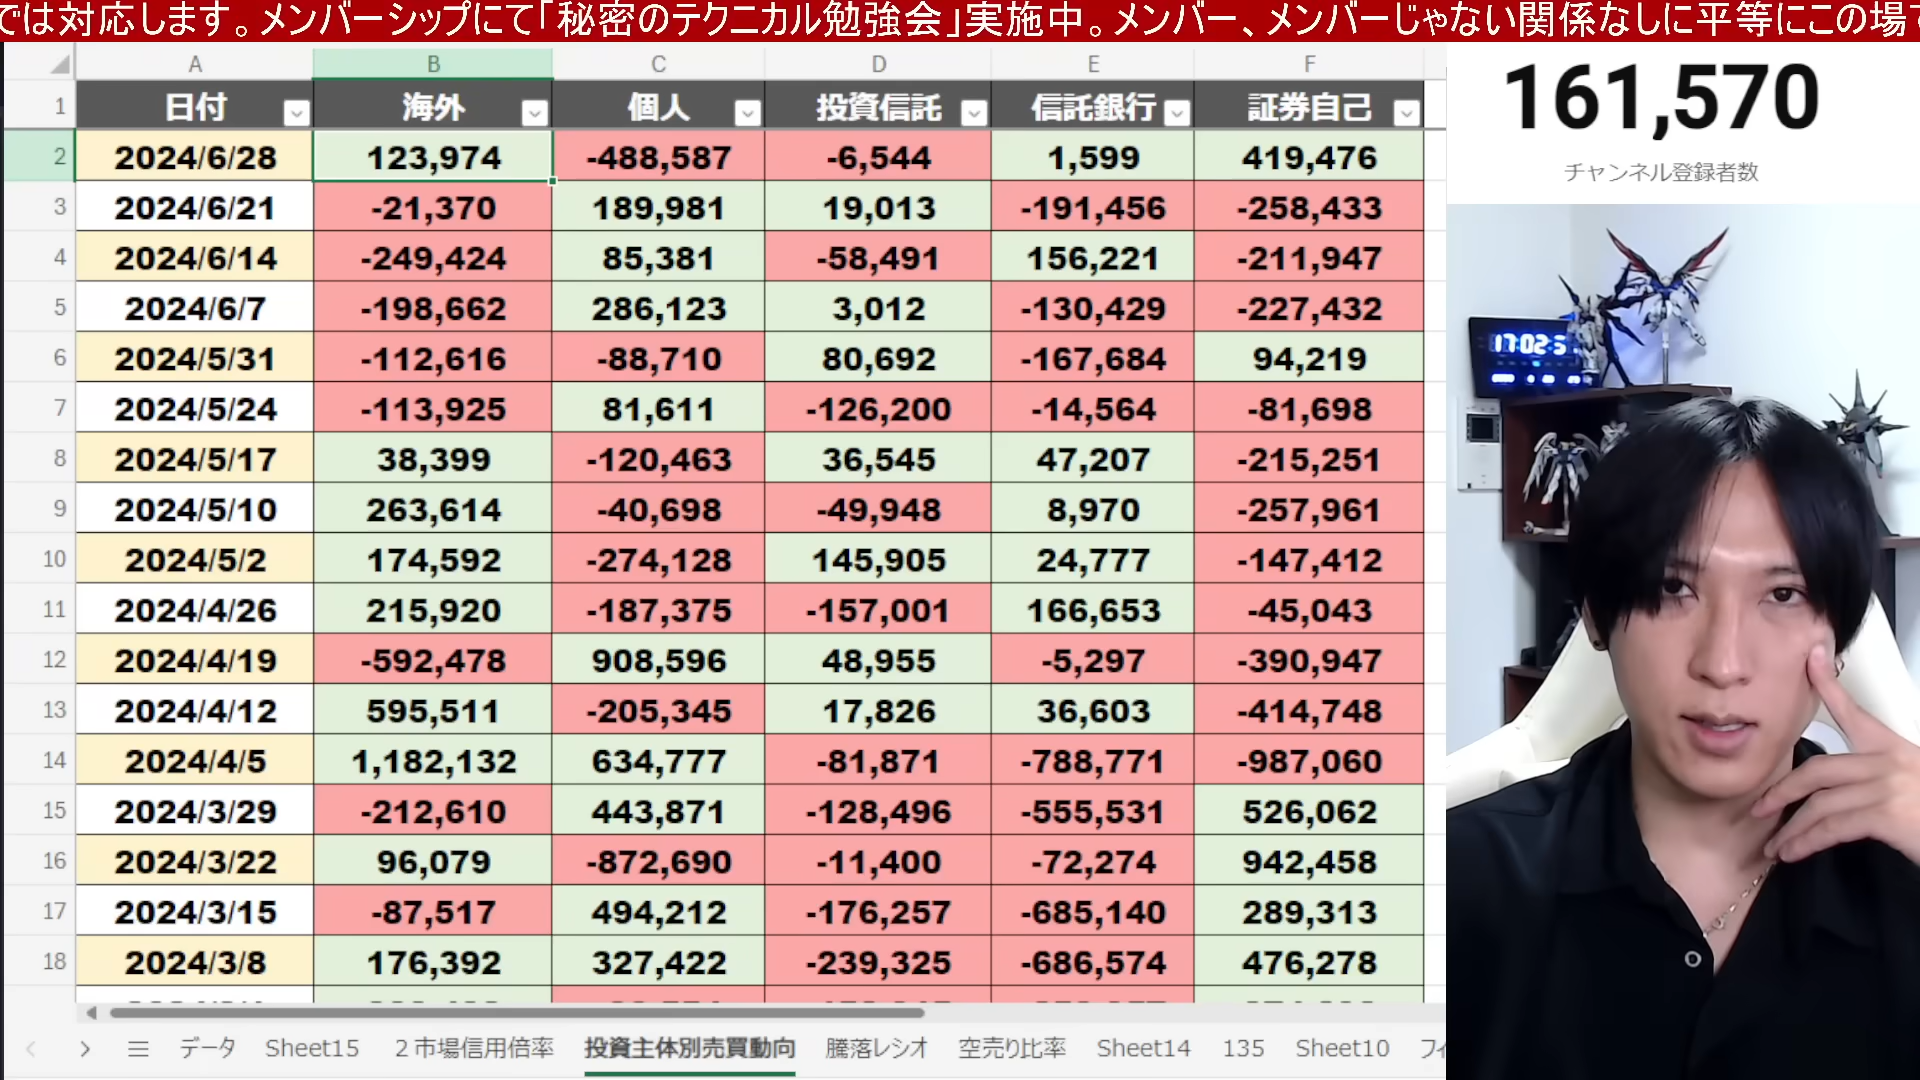 では対応します。メンバーシップにて「秘密のテクニカル勉強会」実施中。メンバー、メンバーじゃない関係なしに平等にこの場で
161,570
チャンネル登録者数
A B C D E F
1 日付 海外 個人 投資信託 信託銀行 証券自己
2 2024/6/28 123,974 -488,587 -6,544 1,599 419,476
3 2024/6/21 -21,370 189,981 19,013 -191,456 -258,433
4 2024/6/14 -249,424 85,381 -58,491 156,221 -211,947
5 2024/6/7 -198,662 286,123 3,012 -130,429 -227,432
6 2024/5/31 -112,616 -88,710 80,692 -167,684 94,219
7 2024/5/24 -113,925 81,611 -126,200 -14,564 -81,698
8 2024/5/17 38,399 -120,463 36,545 47,207 -215,251
9 2024/5/10 263,614 -40,698 -49,948 8,970 -257,961
10 2024/5/2 174,592 -274,128 145,905 24,777 -147,412
11 2024/4/26 215,920 -187,375 -157,001 166,653 -45,043
12 2024/4/19 -592,478 908,596 48,955 -5,297 -390,947
13 2024/4/12 595,511 -205,345 17,826 36,603 -414,748
14 2024/4/5 1,182,132 634,777 -81,871 -788,771 -987,060
15 2024/3/29 -212,610 443,871 -128,496 -555,531 526,062
16 2024/3/22 96,079 -872,690 -11,400 -72,274 942,458
17 2024/3/15 -87,517 494,212 -176,257 -685,140 289,313
18 2024/3/8 176,392 327,422 -239,325 -686,574 476,278
データ Sheet15 2市場信用倍率 投資主体別売買動向 騰落レシオ 空売り比率 Sheet14 135 Sheet10 フィ
17:02:5